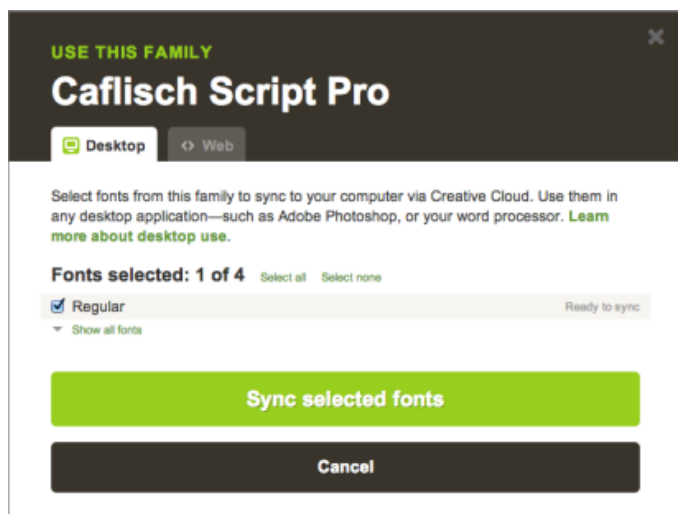 USE THIS FAMILY
Caflisch Script Pro
Desktop
<> Web
Select fonts from this family to sync to your computer via Creative Cloud. Use them in
any desktop application—such as Adobe Photoshop, or your word processor. Learn
more about desktop use.
Fonts selected: 1 of 4 Select all Select none
Regular Ready to sync
Show all fonts
Sync selected fonts
Cancel